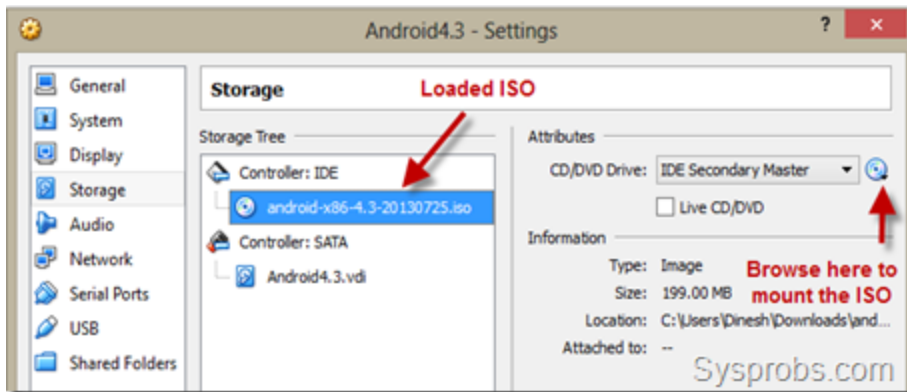 Android4.3 - Settings
?
×
General
System
Display
Storage
Audio
Network
Serial Ports
USB
Shared Folders
Storage
Loaded ISO
Storage Tree
Controller: IDE
android-x86-4.3-20130725.iso
Controller: SATA
Android4.3.vdi
Attributes
CD/DVD Drive: IDE Secondary Master
Live CD/DVD
Information
Type: Image
Size: 199.00 MB
Location: C:\Users\Dinesh\Downloads\and...
Attached to: --
Browse here to
mount the ISO
Sysprobs.com